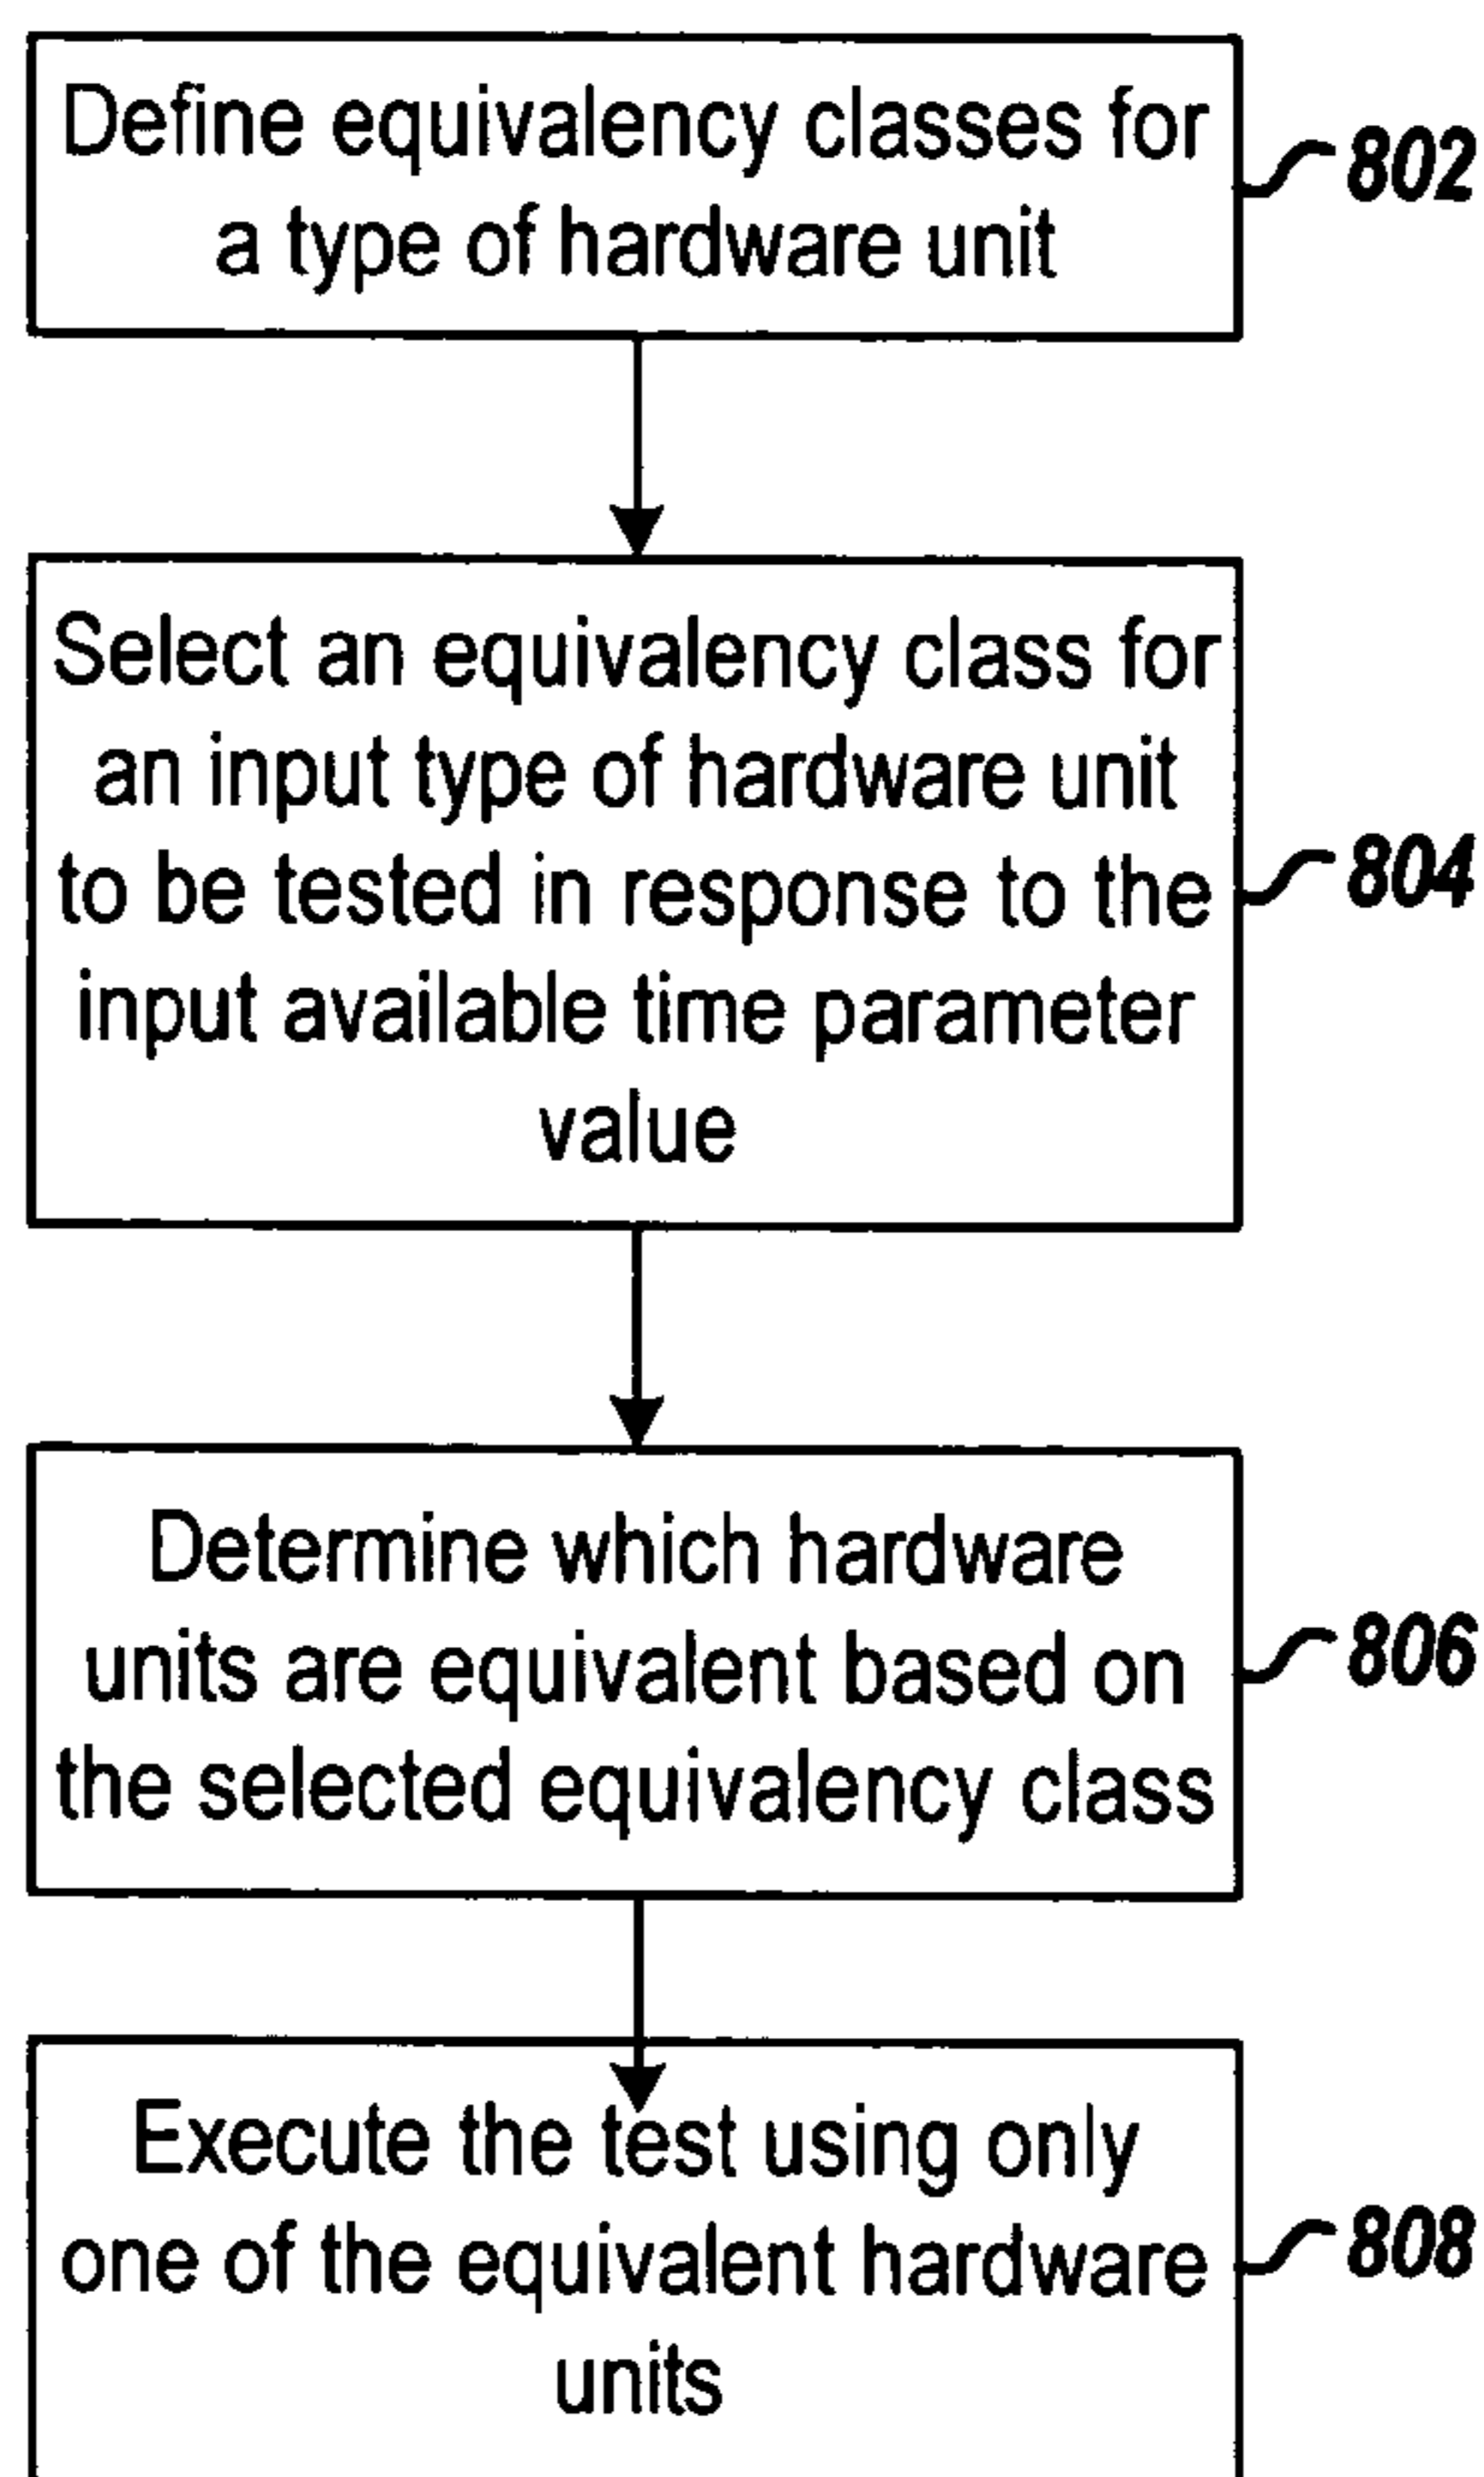 Define equivalency classes for
a type of hardware unit
802
Select an equivalency class for
an input type of hardware unit
to be tested in response to the
input available time parameter
value
804
Determine which hardware
units are equivalent based on
the selected equivalency class
806
Execute the test using only
one of the equivalent hardware
units
808